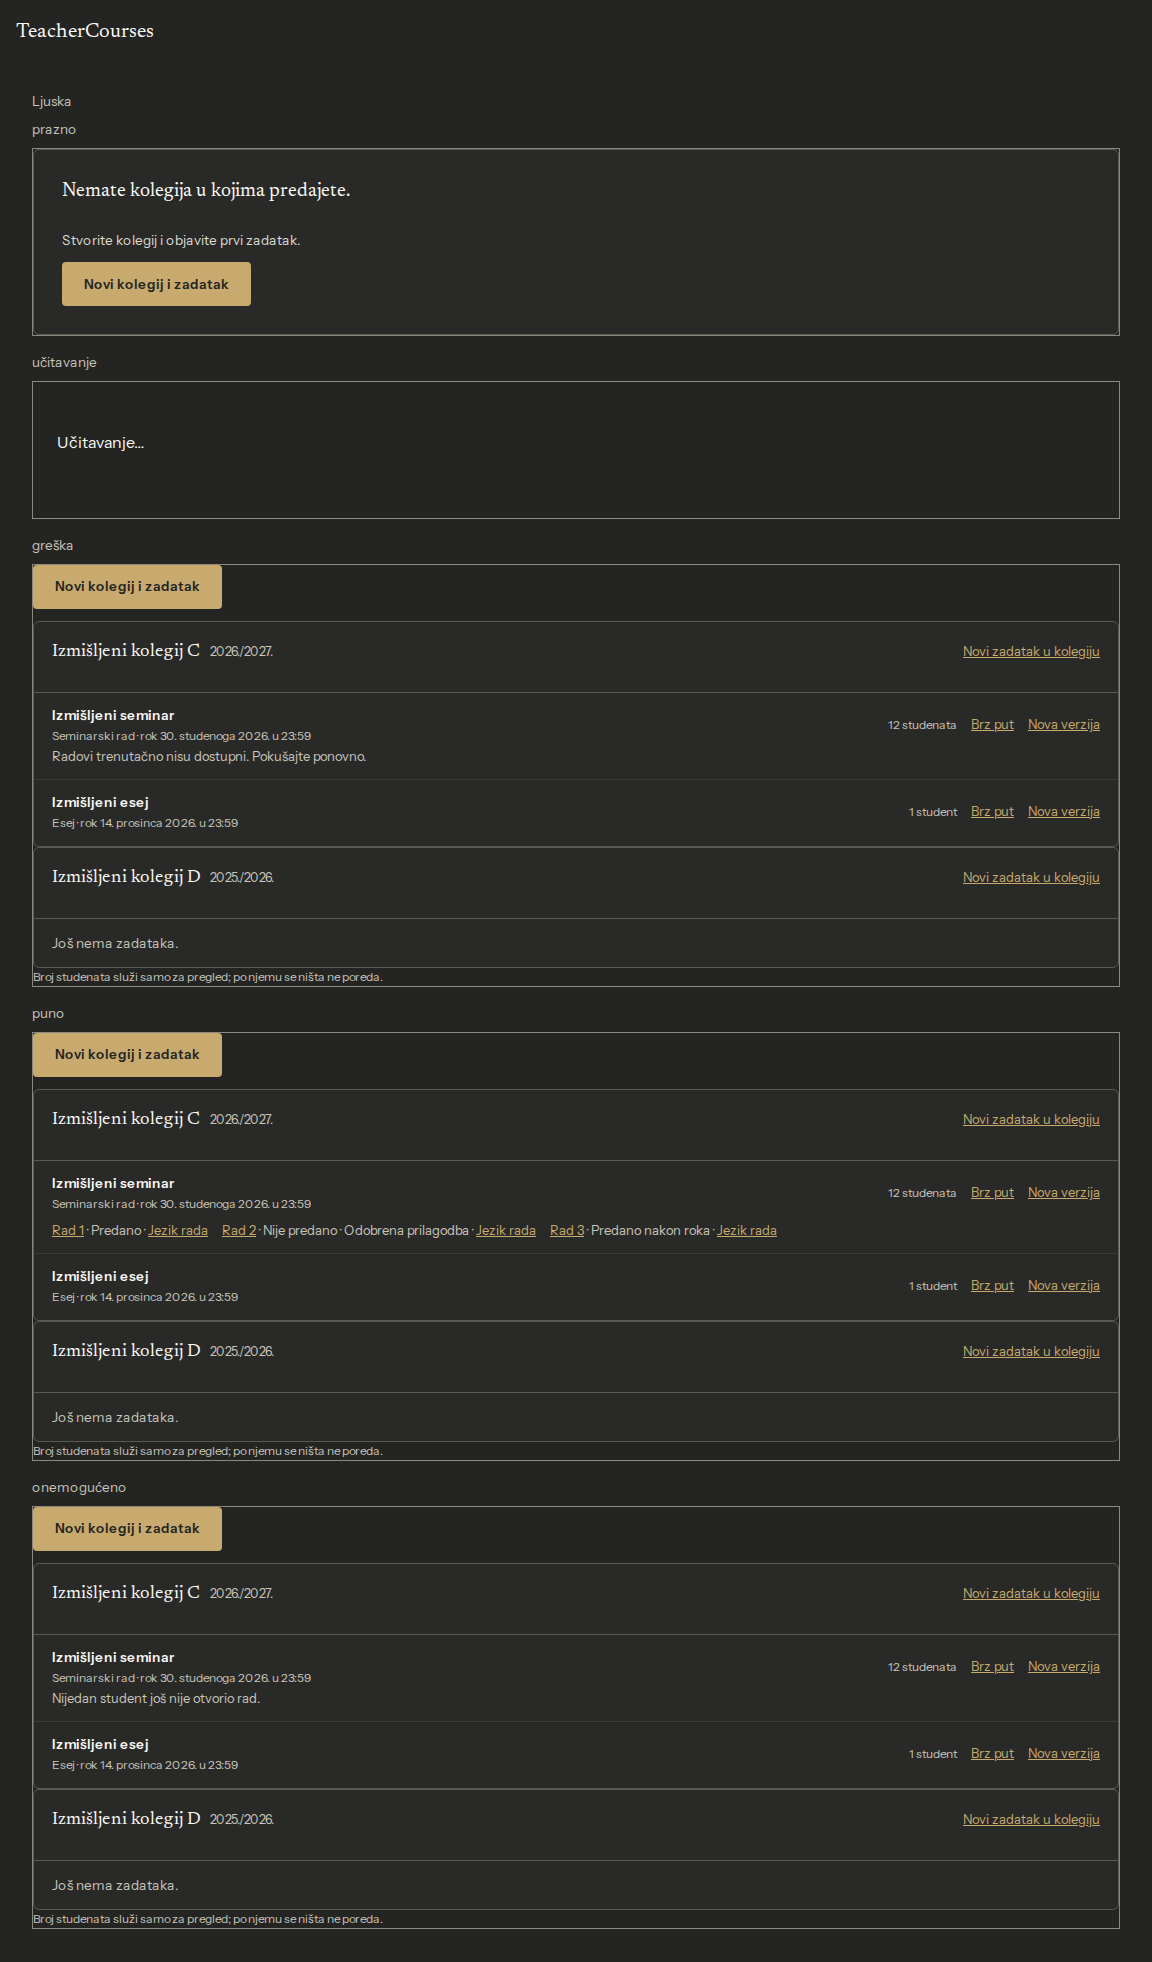 TeacherCourses
Ljuska
prazno
Nemate kolegija u kojima predajete.
Stvorite kolegij i objavite prvi zadatak.
Novi kolegij i zadatak
učitavanje
Učitavanje…
greška
Novi kolegij i zadatak
Izmišljeni kolegij C 2026./2027. Novi zadatak u kolegiju
Izmišljeni seminar
12 studenata Brz put Nova verzija
Seminarski rad · rok 30. studenoga 2026. u 23:59
Radovi trenutačno nisu dostupni. Pokušajte ponovno.
Izmišljeni esej
1 student Brz put Nova verzija
Esej · rok 14. prosinca 2026. u 23:59
Izmišljeni kolegij D 2025./2026. Novi zadatak u kolegiju
Još nema zadataka.
Broj studenata služi samo za pregled; po njemu se ništa ne poreda.
puno
Novi kolegij i zadatak
Izmišljeni kolegij C 2026./2027. Novi zadatak u kolegiju
Izmišljeni seminar
12 studenata Brz put Nova verzija
Seminarski rad · rok 30. studenoga 2026. u 23:59
Rad 1 · Predano · Jezik rada Rad 2 · Nije predano · Odobrena prilagodba · Jezik rada Rad 3 · Predano nakon roka · Jezik rada
Izmišljeni esej
1 student Brz put Nova verzija
Esej · rok 14. prosinca 2026. u 23:59
Izmišljeni kolegij D 2025./2026. Novi zadatak u kolegiju
Još nema zadataka.
Broj studenata služi samo za pregled; po njemu se ništa ne poreda.
onemogućeno
Novi kolegij i zadatak
Izmišljeni kolegij C 2026./2027. Novi zadatak u kolegiju
Izmišljeni seminar
12 studenata Brz put Nova verzija
Seminarski rad · rok 30. studenoga 2026. u 23:59
Nijedan student još nije otvorio rad.
Izmišljeni esej
1 student Brz put Nova verzija
Esej · rok 14. prosinca 2026. u 23:59
Izmišljeni kolegij D 2025./2026. Novi zadatak u kolegiju
Još nema zadataka.
Broj studenata služi samo za pregled; po njemu se ništa ne poreda.